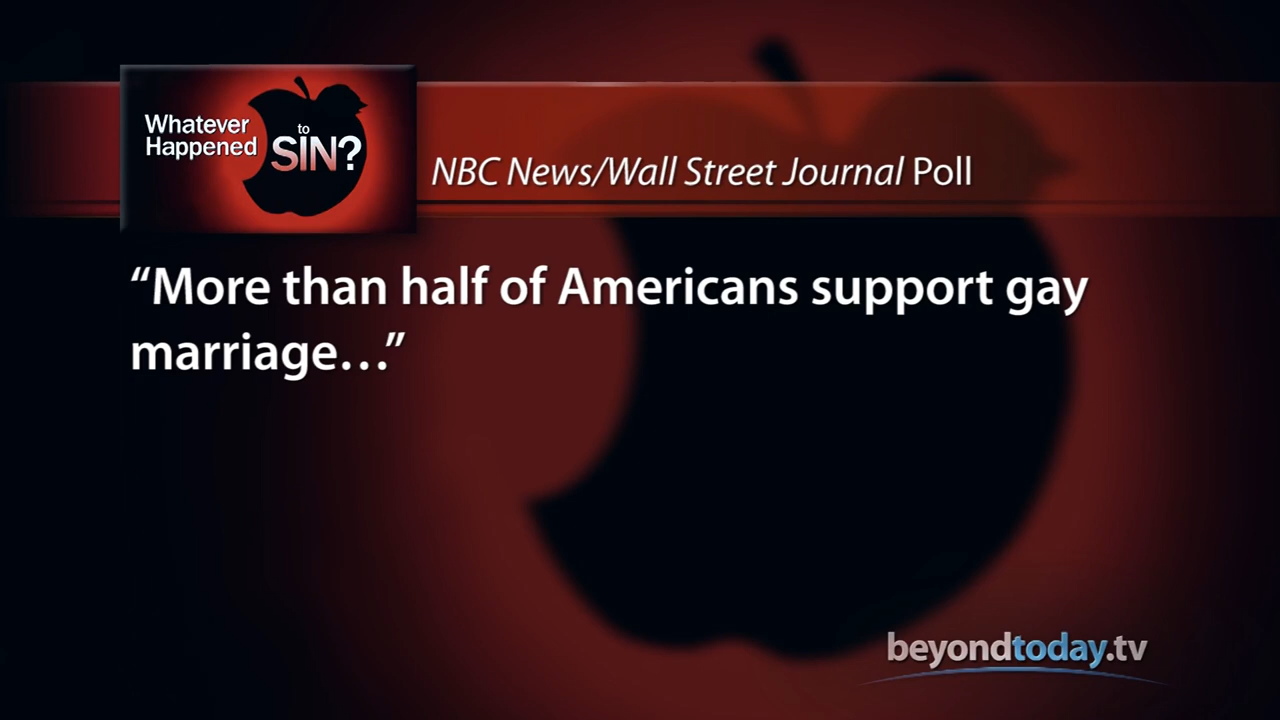 Whatever
Happened
to
SIN?
NBC News/Wall Street Journal Poll
“More than half of Americans support gay
marriage…”
beyondtoday.tv